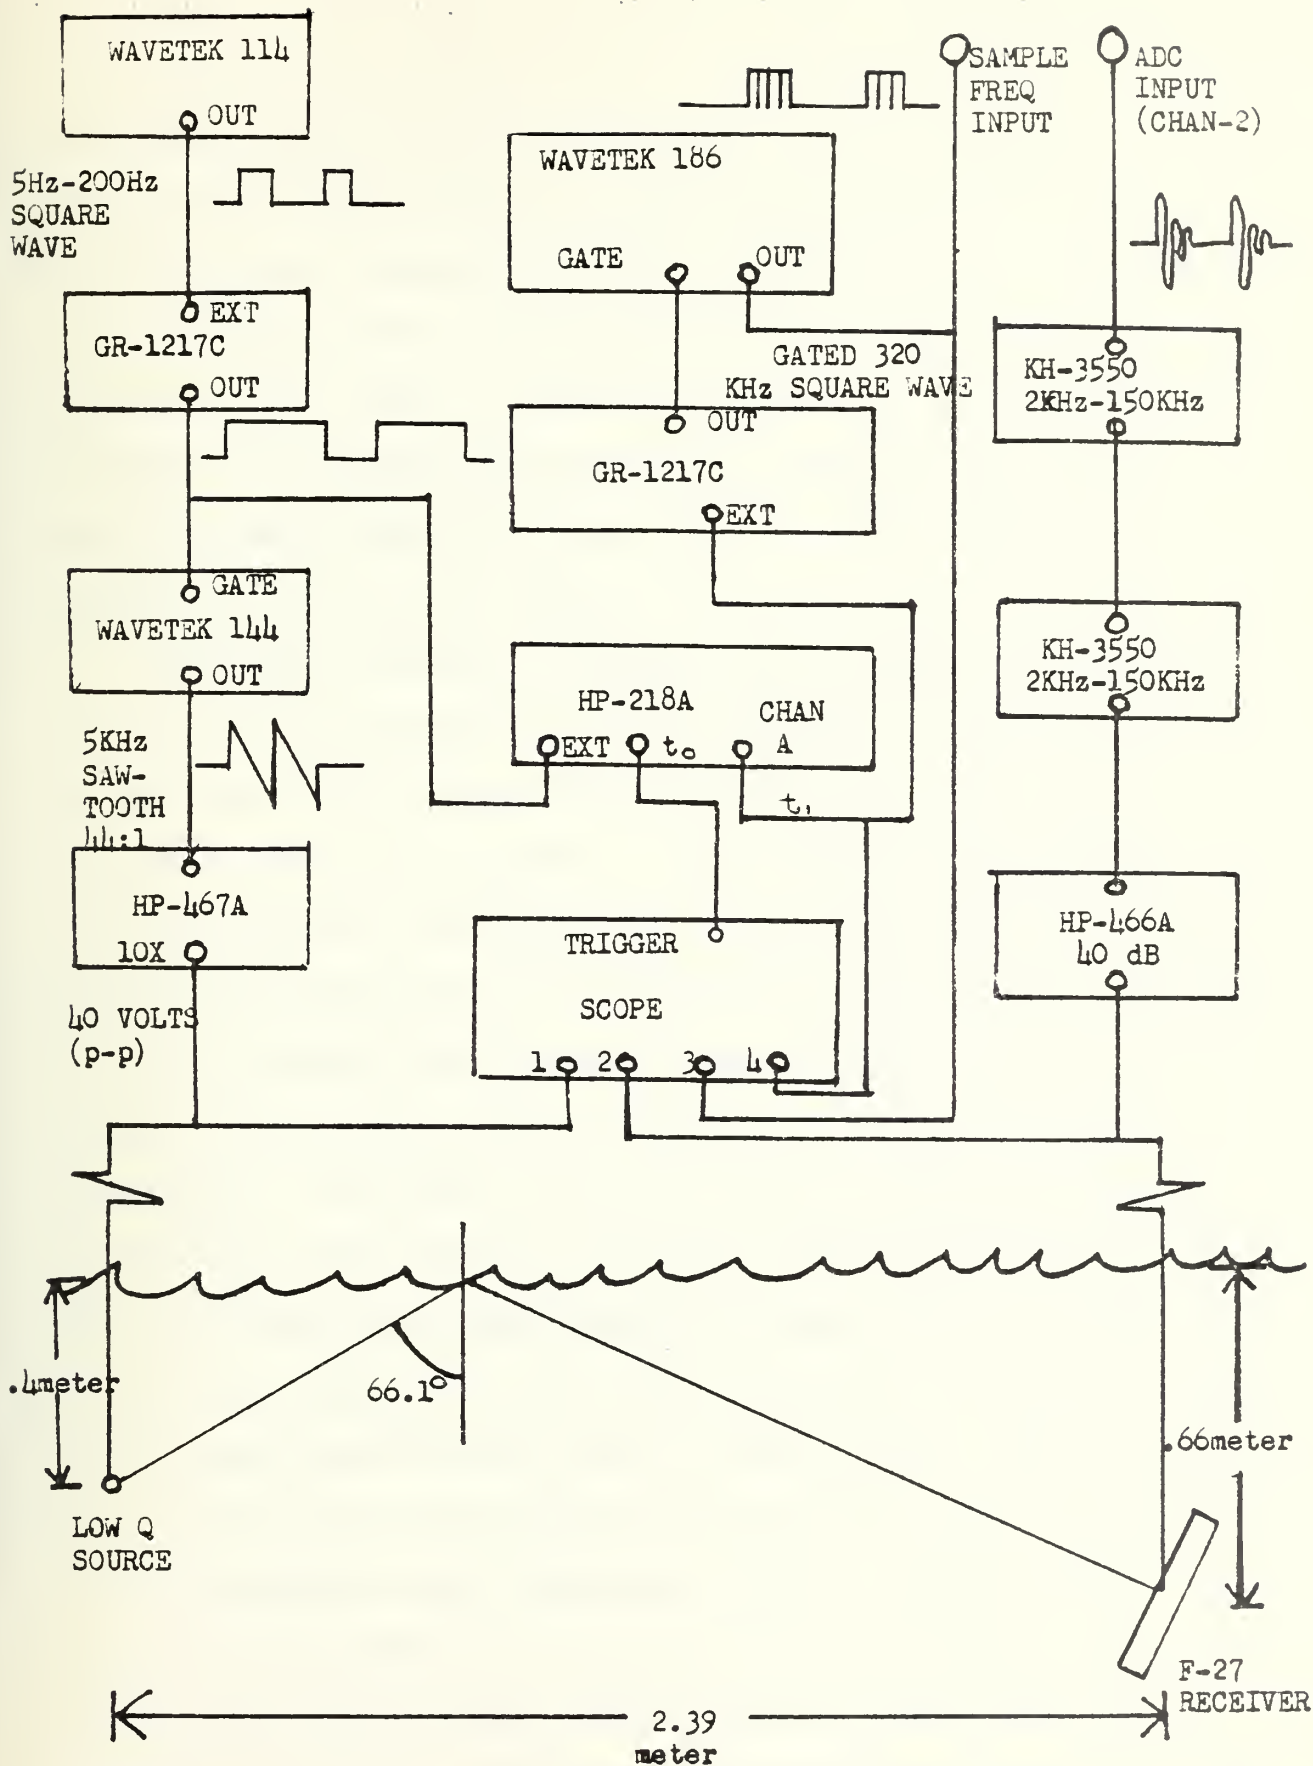 WAVETEK 114
OUT
5Hz-200Hz
SQUARE
WAVE
EXT
GR-1217C
OUT
GATE
WAVETEK 144
OUT
5KHz
SAW-
TOOTH
44:1
HP-467A
10X
40 VOLTS
(p-p)
WAVETEK 186
GATE
OUT
GATED 320
KHz SQUARE WAVE
OUT
GR-1217C
EXT
HP-218A
CHAN
A
EXT
t₀
t₁
TRIGGER
SCOPE
1 2 3 4
SAMPLE
FREQ
INPUT
ADC
INPUT
(CHAN-2)
KH-3550
2KHz-150KHz
KH-3550
2KHz-150KHz
HP-466A
40 dB
.4meter
66.1°
.66meter
LOW Q
SOURCE
F-27
RECEIVER
2.39
meter